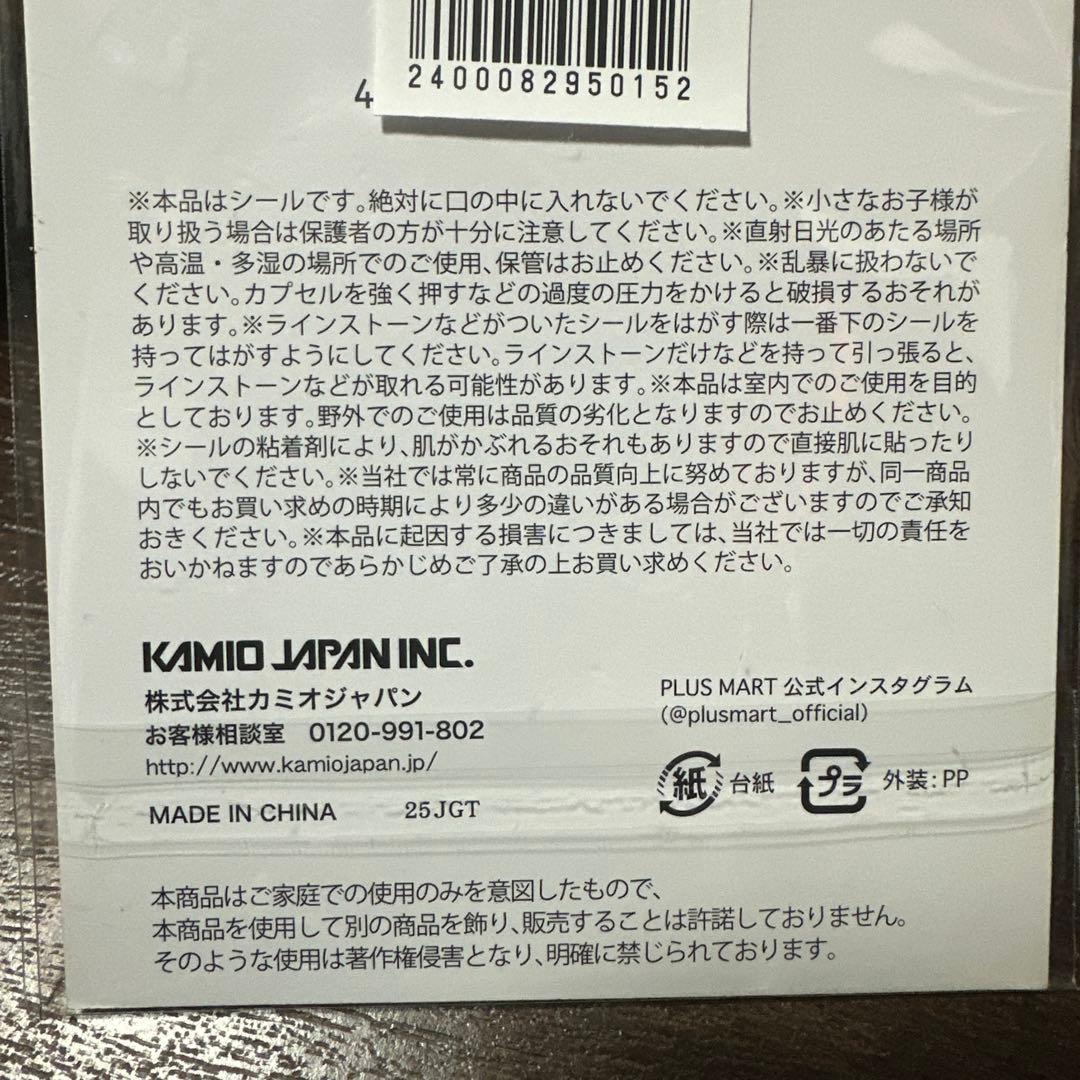 2400082950152
4
※本品はシールです。絶対に口の中に入れないでください。※小さなお子様が
取り扱う場合は保護者の方が十分に注意してください。※直射日光のあたる場所
や高温・多湿の場所でのご使用、保管はお止めください。※乱暴に扱わないで
ください。カプセルを強く押すなどの過度の圧力をかけると破損するおそれが
あります。※ラインストーンなどがついたシールをはがす際は一番下のシールを
持ってはがすようにしてください。ラインストーンだけなどを持って引っ張ると、
ラインストーンなどが取れる可能性があります。※本品は室内でのご使用を目的
としております。野外でのご使用は品質の劣化となりますのでお止めください。
※シールの粘着剤により、肌がかぶれるおそれもありますので直接肌に貼ったり
しないでください。※当社では常に商品の品質向上に努めておりますが、同一商品
内でもお買い求めの時期により多少の違いがある場合がございますのでご承知
おきください。※本品に起因する損害につきましては、当社では一切の責任を
おいかねますのであらかじめご了承の上お買い求めください。
KAMIO JAPAN INC.
株式会社カミオジャパン
お客様相談室 0120-991-802
http://www.kamiojapan.jp/
MADE IN CHINA 25JGT
PLUS MART 公式インスタグラム
(@plusmart_official)
紙 台紙 プラ 外装:PP
本商品はご家庭での使用のみを意図したもので、
本商品を使用して別の商品を飾り、販売することは許諾しておりません。
そのような使用は著作権侵害となり、明確に禁じられております。